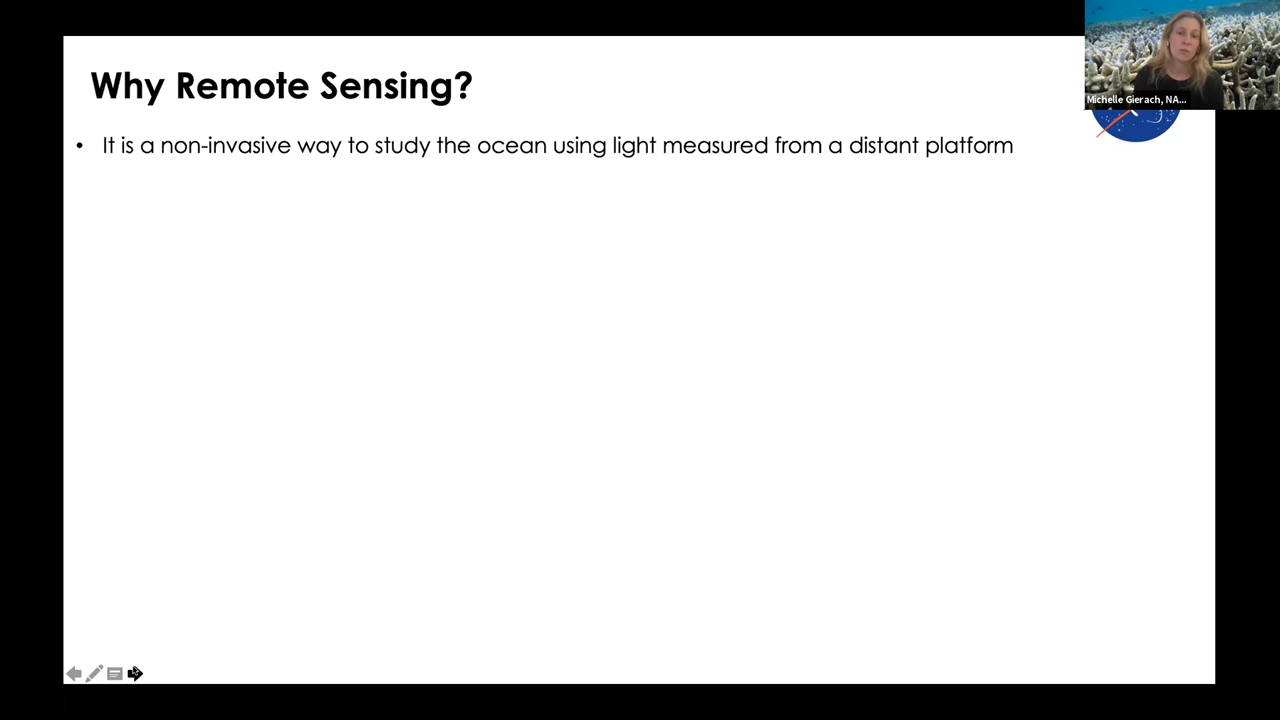 Why Remote Sensing?
• It is a non-invasive way to study the ocean using light measured from a distant platform
Michelle Gierach, NA...